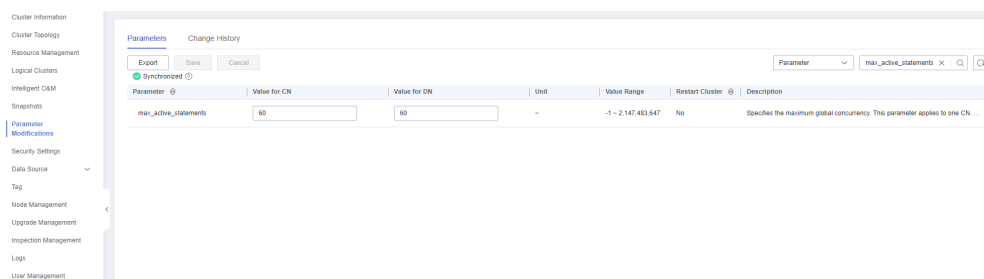 Cluster Information
Cluster Topology
Resource Management
Logical Clusters
Intelligent O&M
Snapshots
Parameter
Modifications
Security Settings
Data Source
Tag
Node Management
Upgrade Management
Inspection Management
Logs
User Management
Parameters Change History
Export Save Cancel Parameter max_active_statements
Synchronized
Parameter Value for CN Value for DN Unit Value Range Restart Cluster Description
max_active_statements 60 60 ~ -1 ~ 2,147,483,647 No Specifies the maximum global concurrency. This parameter applies to one CN. ...